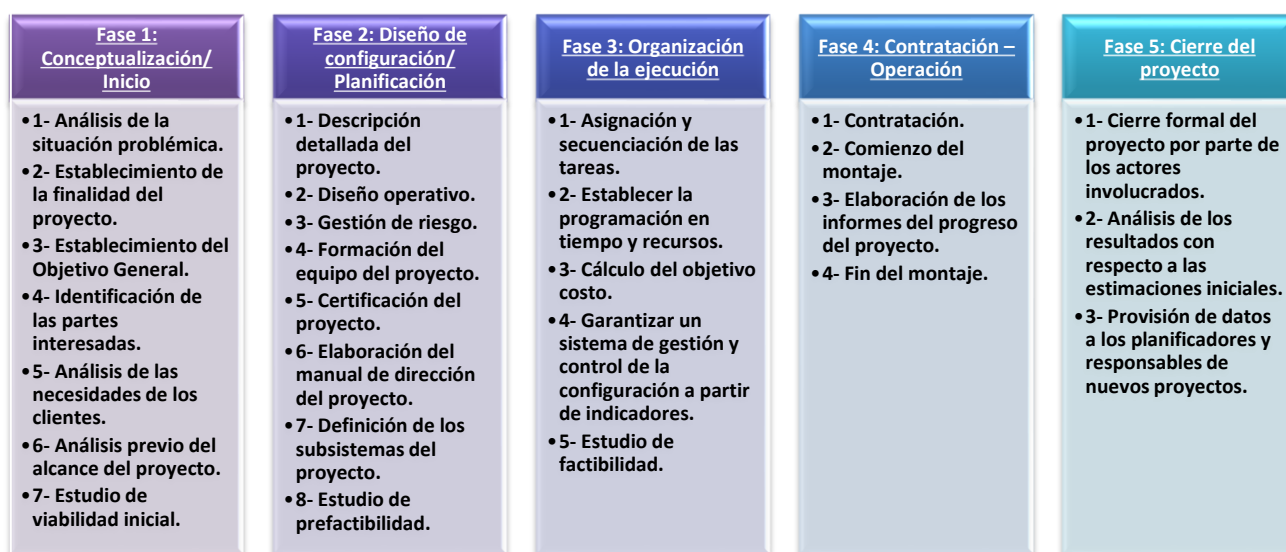 Fase 1:
Conceptualización/
Inicio
•1- Análisis de la
situación problémica.
•2- Establecimiento de
la finalidad del
proyecto.
•3- Establecimiento del
Objetivo General.
•4- Identificación de
las partes
interesadas.
•5- Análisis de las
necesidades de los
clientes.
•6- Análisis previo del
alcance del proyecto.
•7- Estudio de
viabilidad inicial.
Fase 2: Diseño de
configuración/
Planificación
•1- Descripción
detallada del
proyecto.
•2- Diseño operativo.
•3- Gestión de riesgo.
•4- Formación del
equipo del proyecto.
•5- Certificación del
proyecto.
•6- Elaboración del
manual de dirección
del proyecto.
•7- Definición de los
subsistemas del
proyecto.
•8- Estudio de
prefactibilidad.
Fase 3: Organización
de la ejecución
•1- Asignación y
secuenciación de las
tareas.
•2- Establecer la
programación en
tiempo y recursos.
•3- Cálculo del objetivo
costo.
•4- Garantizar un
sistema de gestión y
control de la
configuración a partir
de indicadores.
•5- Estudio de
factibilidad.
Fase 4: Contratación –
Operación
•1- Contratación.
•2- Comienzo del
montaje.
•3- Elaboración de los
informes del progreso
del proyecto.
•4- Fin del montaje.
Fase 5: Cierre del
proyecto
•1- Cierre formal del
proyecto por parte de
los actores
involucrados.
•2- Análisis de los
resultados con
respecto a las
estimaciones iniciales.
•3- Provisión de datos
a los planificadores y
responsables de
nuevos proyectos.